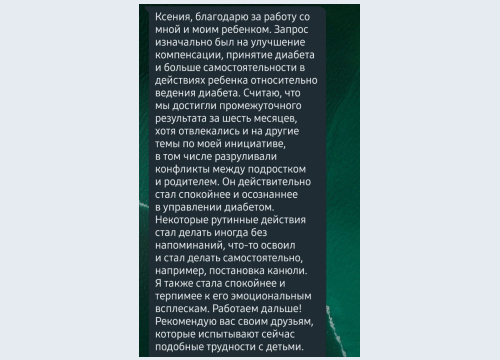 Ксения, благодарю за работу со
мной и моим ребенком. Запрос
изначально был на улучшение
компенсации, принятие диабета
и больше самостоятельности в
действиях ребенка относительно
ведения диабета. Считаю, что
мы достигли промежуточного
результата за шесть месяцев,
хотя отвлекались и на другие
темы по моей инициативе,
в том числе разруливали
конфликты между подростком
и родителем. Он действительно
стал спокойнее и осознаннее
в управлении диабетом.
Некоторые рутинные действия
стал делать иногда без
напоминаний, что-то освоил
и стал делать самостоятельно,
например, постановка канюли.
Я также стала спокойнее и
терпимее к его эмоциональным
всплескам. Работаем дальше!
Рекомендую вас своим друзьям,
которые испытывают сейчас
подобные трудности с детьми.